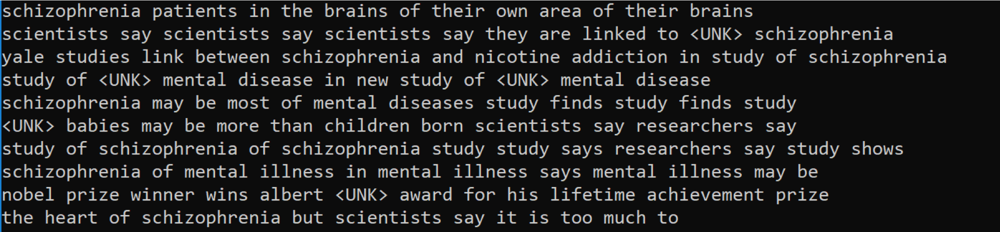 schizophrenia patients in the brains of their own area of their brains
scientists say scientists say scientists say they are linked to <UNK> schizophrenia
yale studies link between schizophrenia and nicotine addiction in study of schizophrenia
study of <UNK> mental disease in new study of <UNK> mental disease
schizophrenia may be most of mental diseases study finds study finds study
<UNK> babies may be more than children born scientists say researchers say
study of schizophrenia of schizophrenia study study says researchers say study shows
schizophrenia of mental illness in mental illness says mental illness may be
nobel prize winner wins albert <UNK> award for his lifetime achievement prize
the heart of schizophrenia but scientists say it is too much to